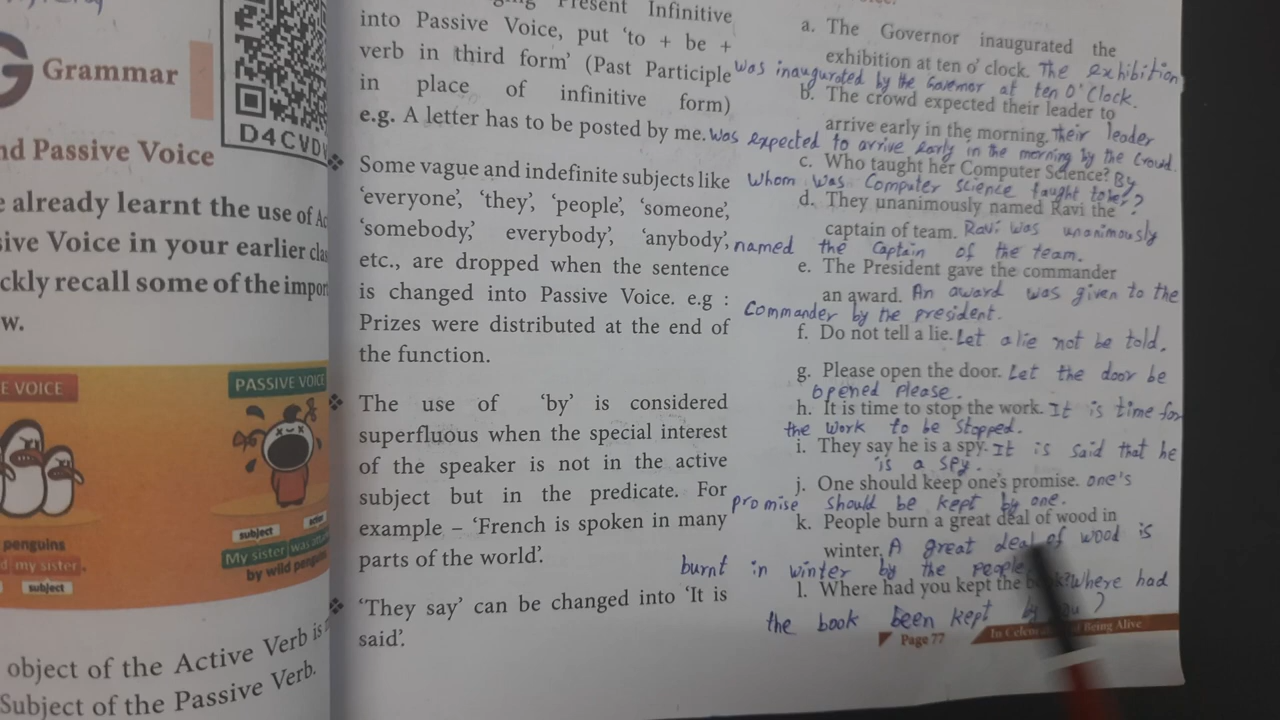 Grammar
D4CVD
nd Passive Voice
e already learnt the use of Ac
sive Voice in your earlier clas
ckly recall some of the impor
w.
E VOICE
PASSIVE VOICE
subject
penguins
d my sister.
subject
My sister was
by wild pengu
object of the Active Verb is
Subject of the Passive Verb.
Present Infinitive
into Passive Voice, put 'to + be +
verb in third form' (Past Participle
in place of infinitive form)
e.g. A letter has to be posted by me.
❖ Some vague and indefinite subjects like
'everyone', 'they', 'people', 'someone',
'somebody,' everybody', 'anybody',
etc., are dropped when the sentence
is changed into Passive Voice. e.g :
Prizes were distributed at the end of
the function.
❖ The use of 'by' is considered
superfluous when the special interest
of the speaker is not in the active
subject but in the predicate. For
example – 'French is spoken in many
parts of the world'.
❖ 'They say' can be changed into 'It is
said'.
a. The Governor inaugurated the
exhibition at ten o' clock. The exhibition
was inaugurated by the Governor at ten O'Clock.
b. The crowd expected their leader to
arrive early in the morning. Their leader
was expected to arrive early in the morning by the crowd.
c. Who taught her Computer Science? By
whom was Computer science taught to her?
d. They unanimously named Ravi the
captain of team. Ravi was unanimously
named the Captain of the team.
e. The President gave the commander
an award. An award was given to the
Commander by the president.
f. Do not tell a lie. Let a lie not be told.
g. Please open the door. Let the door be
opened please.
h. It is time to stop the work. It is time for
the work to be stopped.
i. They say he is a spy. It is said that he
is a spy.
j. One should keep one's promise. one's
promise should be kept by one.
k. People burn a great deal of wood in
winter. A great deal of wood is
burnt in winter by the people
l. Where had you kept the Where had
the book been kept ?
Page 77
In of Being Alive